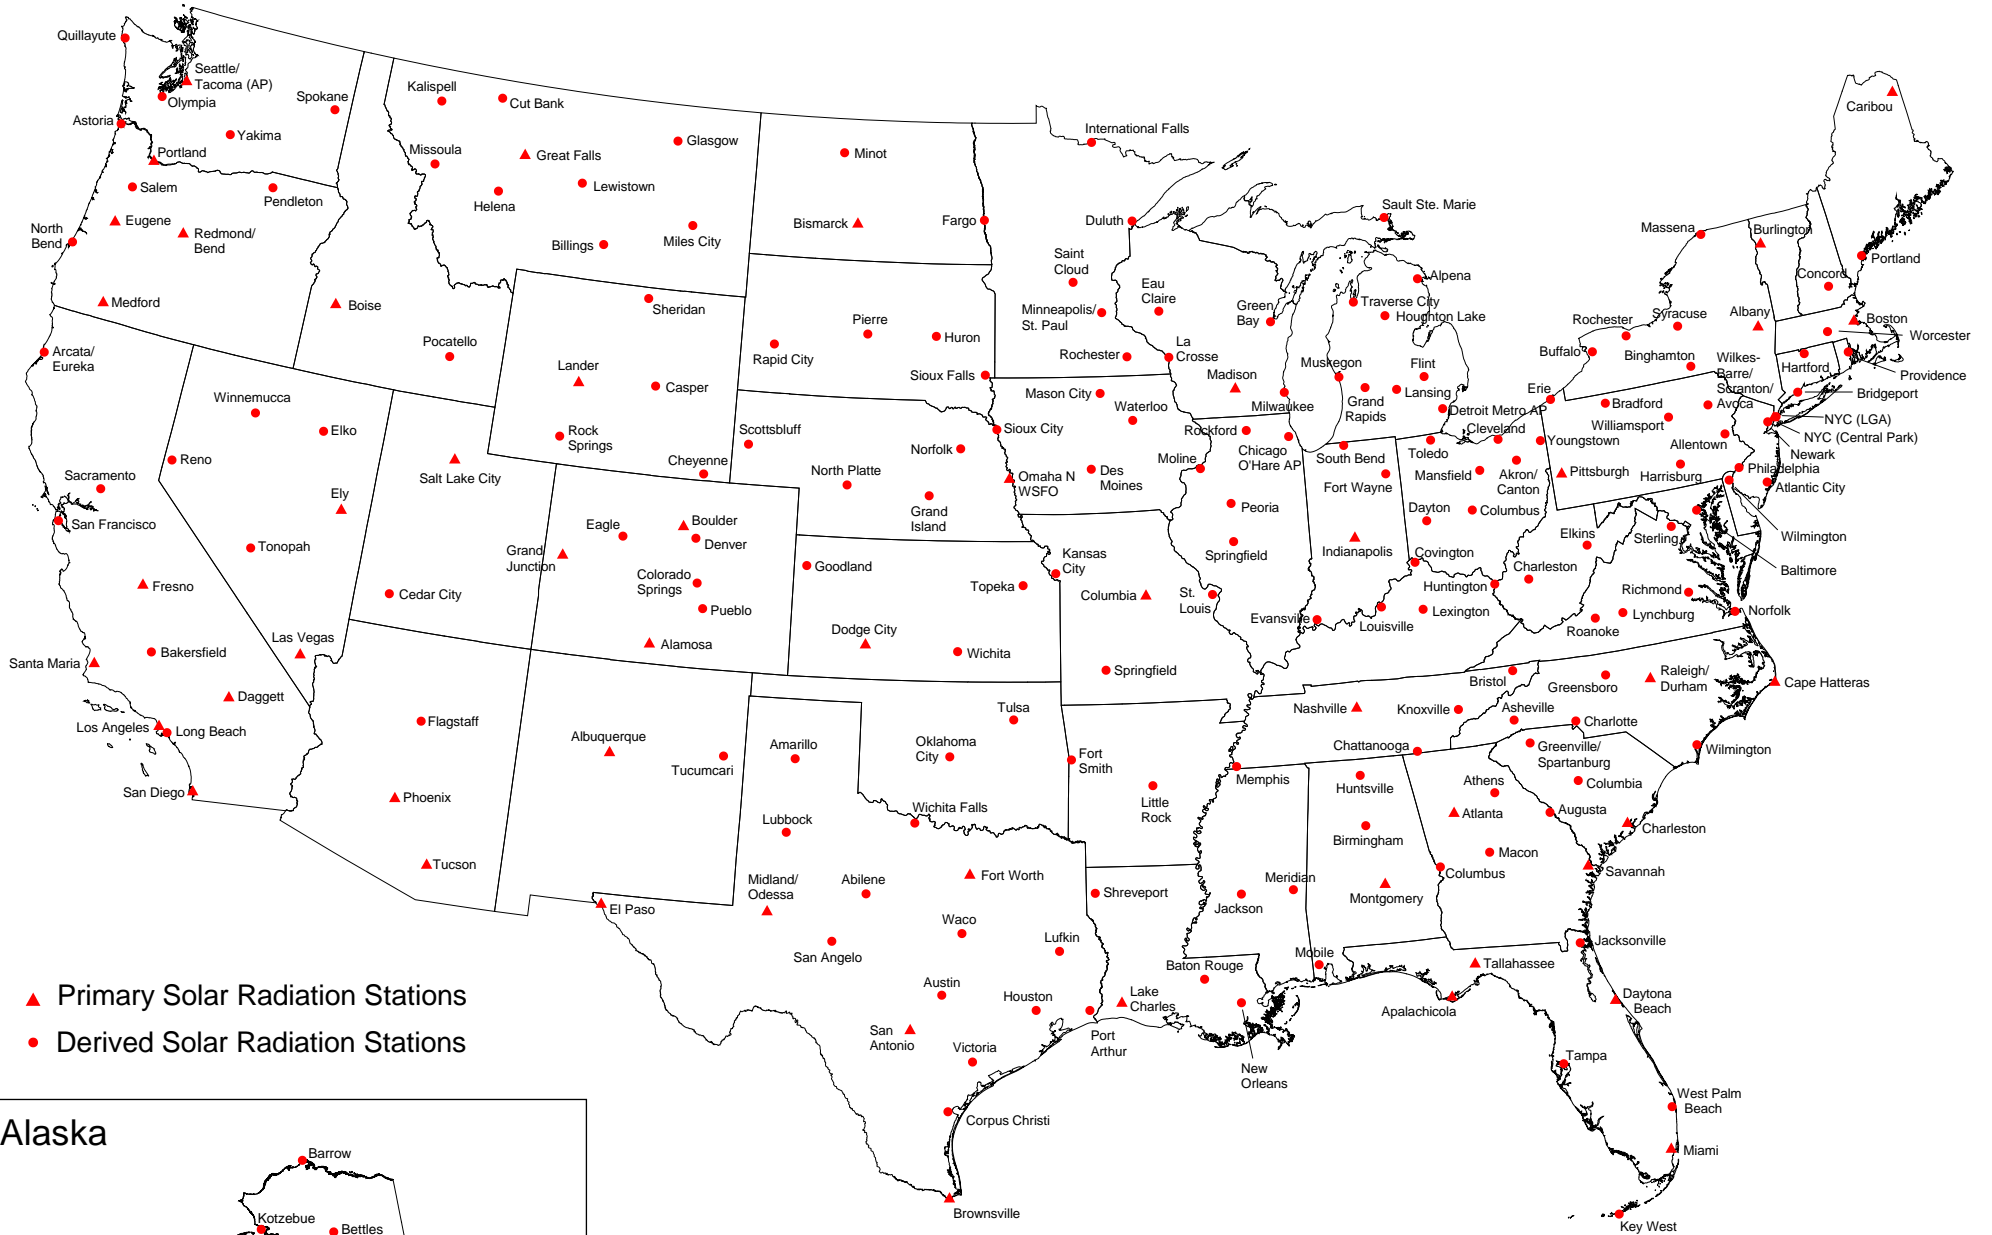 Quillayute
Seattle/
Tacoma (AP)
Olympia
Spokane
Astoria
Yakima
Portland
Salem
Pendleton
Eugene
Redmond/
Bend
North
Bend
Medford
Kalispell
Cut Bank
Glasgow
Missoula
Great Falls
Lewistown
Helena
Billings
Miles City
Boise
Pocatello
Minot
Bismarck
Fargo
International Falls
Duluth
Saint
Cloud
Minneapolis/
St. Paul
Rochester
Sault Ste. Marie
Alpena
Traverse City
Houghton Lake
Eau
Claire
Green
Bay
La
Crosse
Madison
Milwaukee
Muskegon
Flint
Grand
Rapids
Lansing
Detroit Metro AP
Caribou
Massena
Burlington
Portland
Concord
Rochester
Syracuse
Albany
Boston
Worcester
Buffalo
Binghamton
Wilkes-
Barre/
Scranton/
Avoca
Hartford
Providence
Bridgeport
Erie
Bradford
Williamsport
NYC (LGA)
NYC (Central Park)
Newark
Allentown
Pittsburgh
Harrisburg
Philadelphia
Atlantic City
Wilmington
Baltimore
Arcata/
Eureka
Winnemucca
Elko
Reno
Sacramento
San Francisco
Ely
Tonopah
Fresno
Las Vegas
Bakersfield
Santa Maria
Daggett
Los Angeles
Long Beach
San Diego
Sheridan
Lander
Casper
Rock
Springs
Cheyenne
Salt Lake City
Cedar City
Rapid City
Pierre
Huron
Sioux Falls
Scottsbluff
Norfolk
North Platte
Grand
Island
Sioux City
Omaha N
WSFO
Mason City
Waterloo
Des
Moines
Rockford
Chicago
O'Hare AP
Moline
Peoria
Springfield
South Bend
Fort Wayne
Indianapolis
Evansville
Toledo
Cleveland
Youngstown
Mansfield
Akron/
Canton
Dayton
Columbus
Covington
Huntington
Charleston
Elkins
Sterling
Richmond
Lynchburg
Norfolk
Roanoke
Louisville
Lexington
Eagle
Boulder
Denver
Grand
Junction
Colorado
Springs
Pueblo
Alamosa
Goodland
Topeka
Dodge City
Wichita
Kansas
City
Columbia
St.
Louis
Springfield
Flagstaff
Phoenix
Tucson
Albuquerque
Tucumcari
Amarillo
Lubbock
Midland/
Odessa
Abilene
El Paso
San Angelo
Wichita Falls
Fort Worth
Waco
Lufkin
Austin
Houston
San
Antonio
Victoria
Port
Arthur
Corpus Christi
Brownsville
Tulsa
Oklahoma
City
Fort
Smith
Little
Rock
Shreveport
Lake
Charles
Baton Rouge
New
Orleans
Memphis
Nashville
Knoxville
Bristol
Chattanooga
Greensboro
Raleigh/
Durham
Cape Hatteras
Asheville
Charlotte
Wilmington
Greenville/
Spartanburg
Columbia
Charleston
Athens
Atlanta
Augusta
Macon
Columbus
Savannah
Huntsville
Birmingham
Montgomery
Mobile
Meridian
Jackson
Jacksonville
Tallahassee
Apalachicola
Daytona
Beach
Tampa
West Palm
Beach
Miami
Key West
Primary Solar Radiation Stations
Derived Solar Radiation Stations
Alaska
Barrow
Kotzebue
Bettles